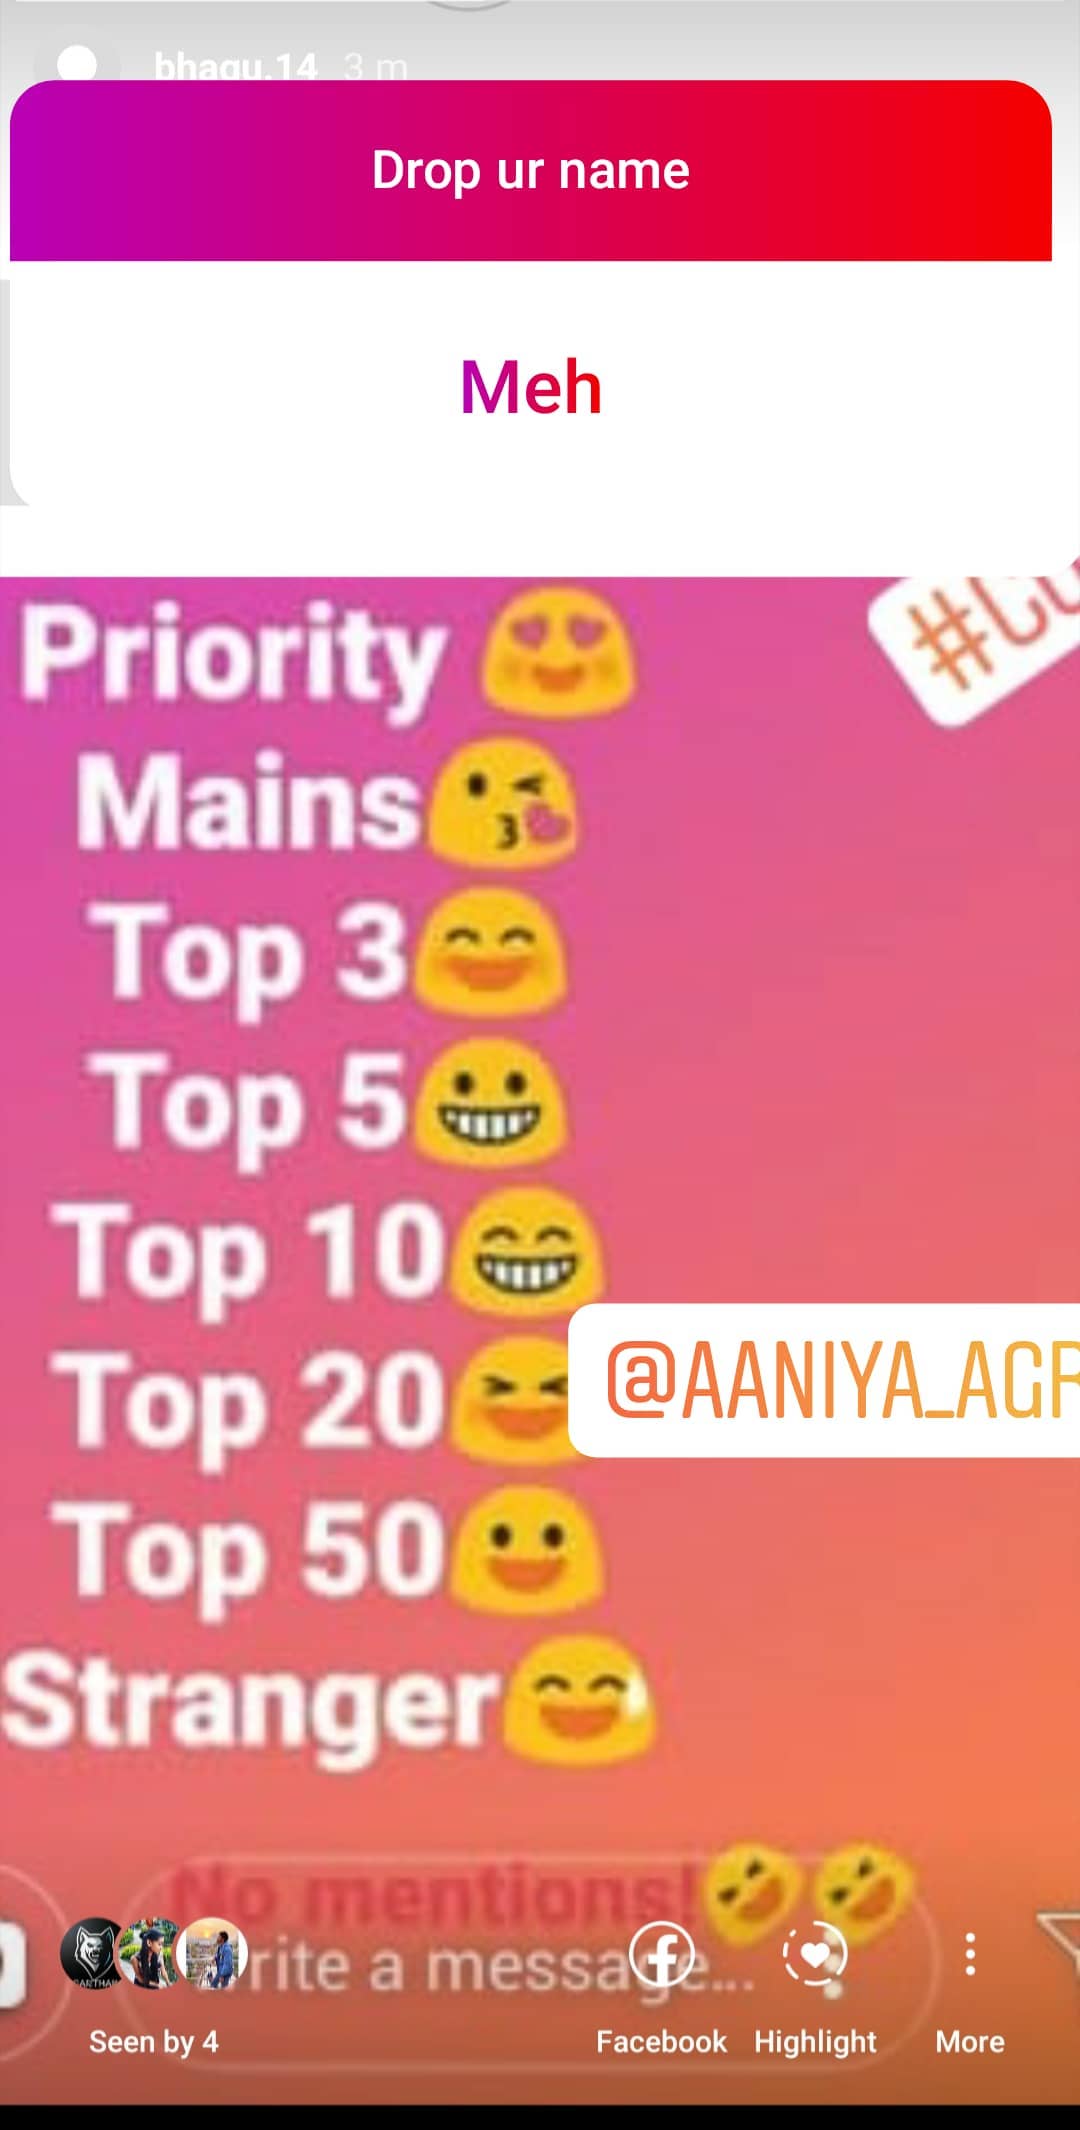 bhagu.14 3 m
Drop ur name
Meh
Priority 😍
Mains😘
Top 3😄
Top 5😀
Top 10😁
Top 20😆
@AANIYA_AGR
Top 50😃
Stranger😅
No mentions!🤣🤣
rite a message...
Seen by 4
Facebook
Highlight
More